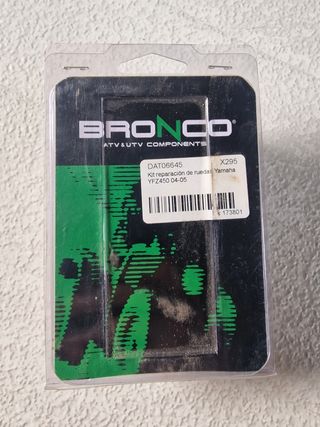 BRONCO®
ATV & UTV COMPONENTS
DAT06645 X295
Kit reparación de ruedas Yamaha
YFZ450 04-05
173801